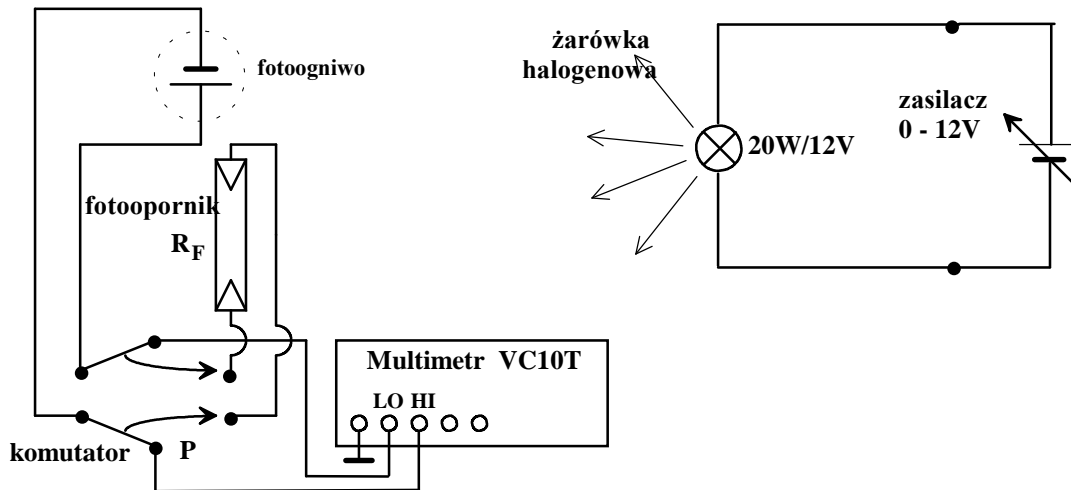 fotoogniwo
fotoopornik
R_F
komutator P
Multimetr VC10T
LO HI
żarówka
halogenowa
20W/12V
zasilacz
0 - 12V